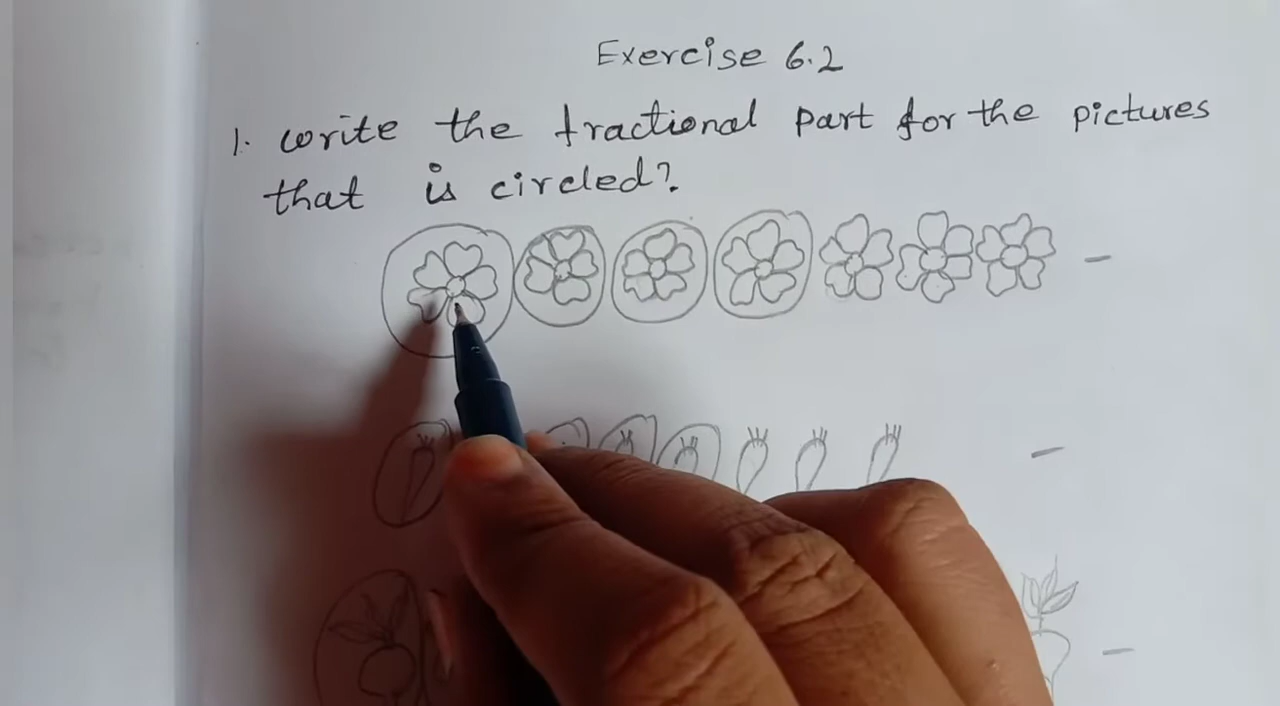 Exercise 6.2
1. write the fractional part for the pictures
that is circled?